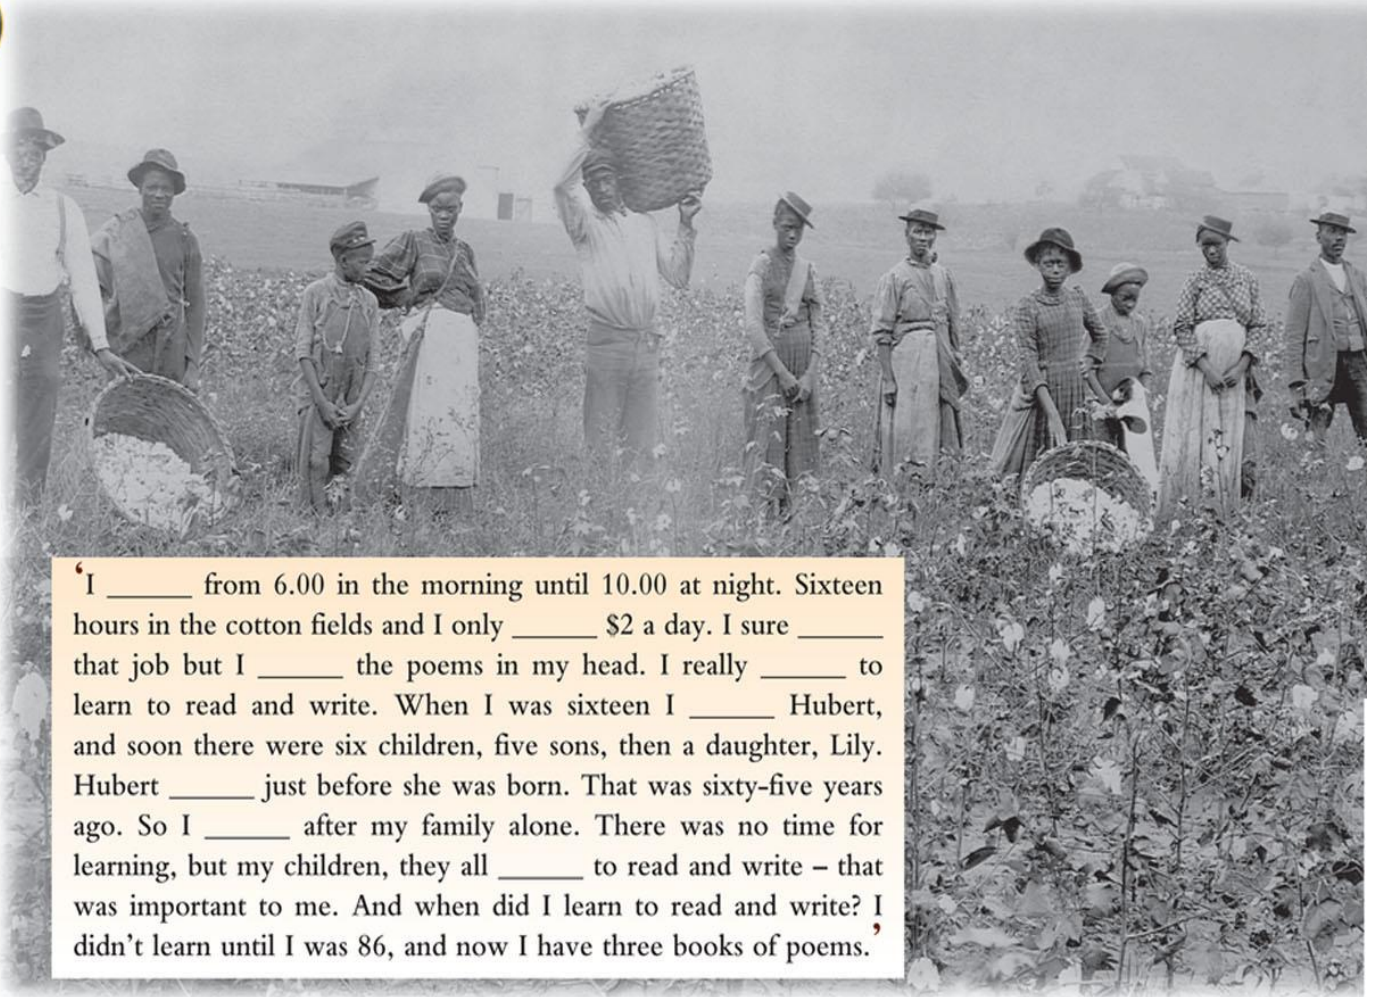 ‘I ______ from 6.00 in the morning until 10.00 at night. Sixteen
hours in the cotton fields and I only ______ $2 a day. I sure ______
that job but I ______ the poems in my head. I really ______ to
learn to read and write. When I was sixteen I ______ Hubert,
and soon there were six children, five sons, then a daughter, Lily.
Hubert ______ just before she was born. That was sixty-five years
ago. So I ______ after my family alone. There was no time for
learning, but my children, they all ______ to read and write – that
was important to me. And when did I learn to read and write? I
didn’t learn until I was 86, and now I have three books of poems.’